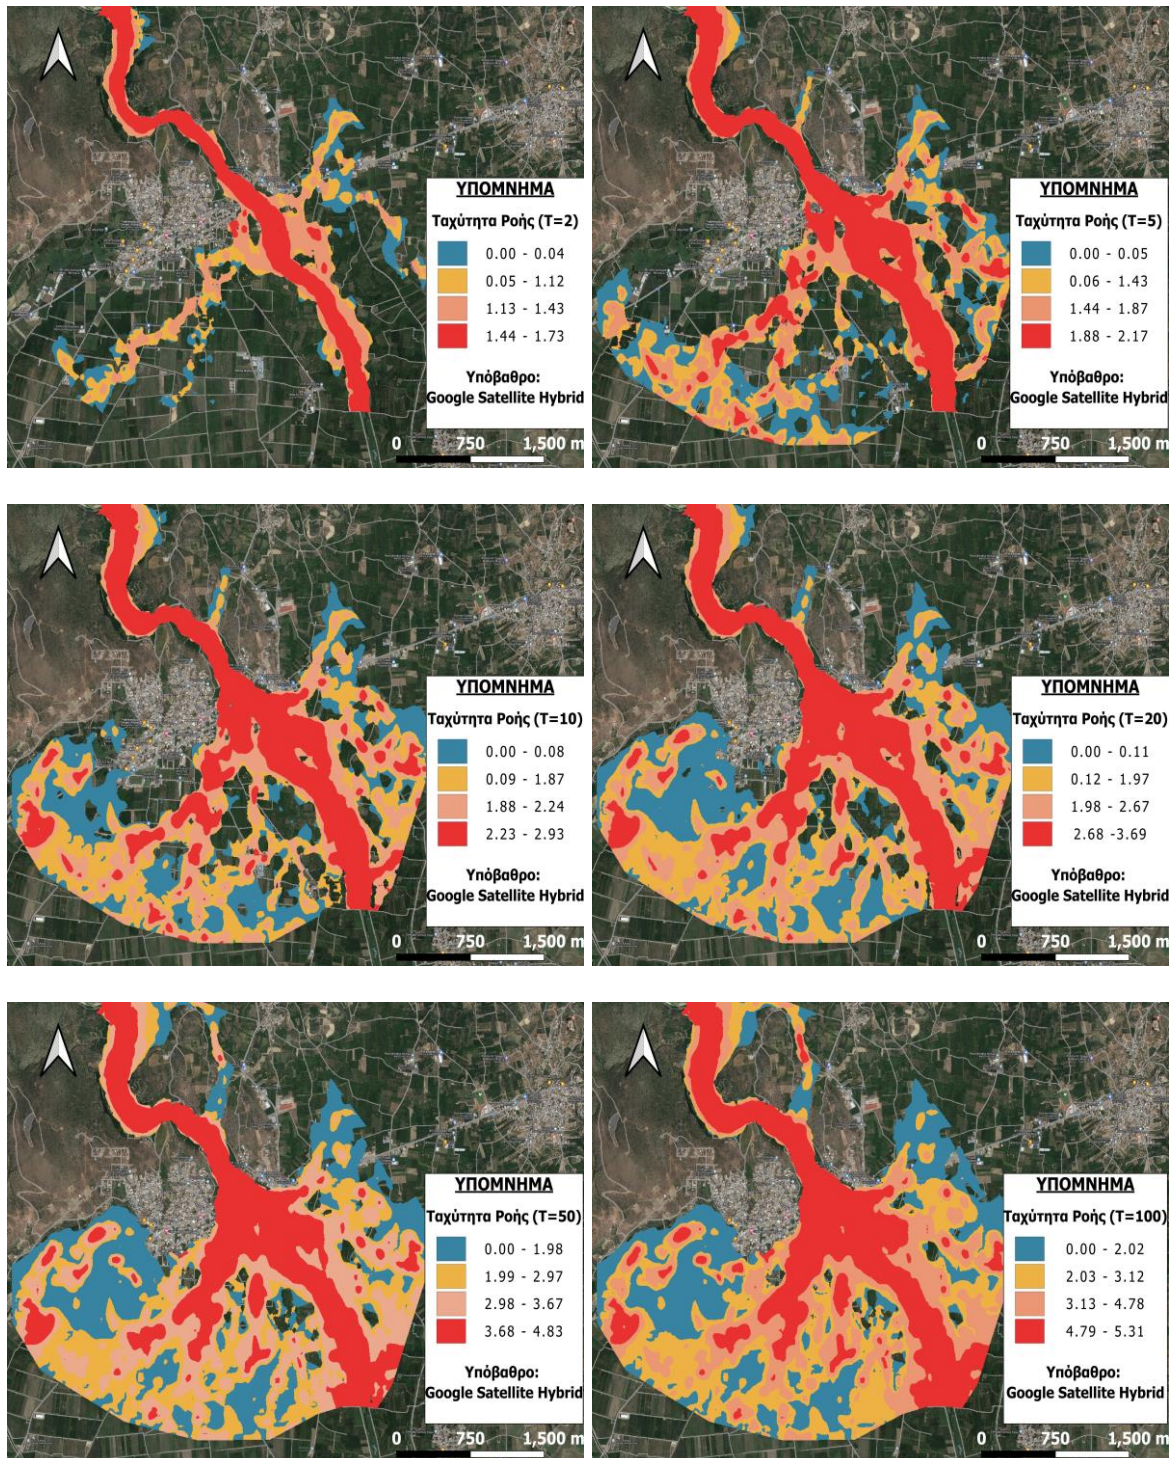 ΥΠΟΜΝΗΜΑ
Ταχύτητα Ροής (T=2)
0.00 - 0.04
0.05 - 1.12
1.13 - 1.43
1.44 - 1.73
Υπόβαθρο:
Google Satellite Hybrid
0 750 1,500 m
ΥΠΟΜΝΗΜΑ
Ταχύτητα Ροής (T=5)
0.00 - 0.05
0.06 - 1.43
1.44 - 1.87
1.88 - 2.17
Υπόβαθρο:
Google Satellite Hybrid
0 750 1,500 m
ΥΠΟΜΝΗΜΑ
Ταχύτητα Ροής (T=10)
0.00 - 0.08
0.09 - 1.87
1.88 - 2.24
2.23 - 2.93
Υπόβαθρο:
Google Satellite Hybrid
0 750 1,500 m
ΥΠΟΜΝΗΜΑ
Ταχύτητα Ροής (T=20)
0.00 - 0.11
0.12 - 1.97
1.98 - 2.67
2.68 -3.69
Υπόβαθρο:
Google Satellite Hybrid
0 750 1,500 m
ΥΠΟΜΝΗΜΑ
Ταχύτητα Ροής (T=50)
0.00 - 1.98
1.99 - 2.97
2.98 - 3.67
3.68 - 4.83
Υπόβαθρο:
Google Satellite Hybrid
0 750 1,500 m
ΥΠΟΜΝΗΜΑ
Ταχύτητα Ροής (T=100)
0.00 - 2.02
2.03 - 3.12
3.13 - 4.78
4.79 - 5.31
Υπόβαθρο:
Google Satellite Hybrid
0 750 1,500 m